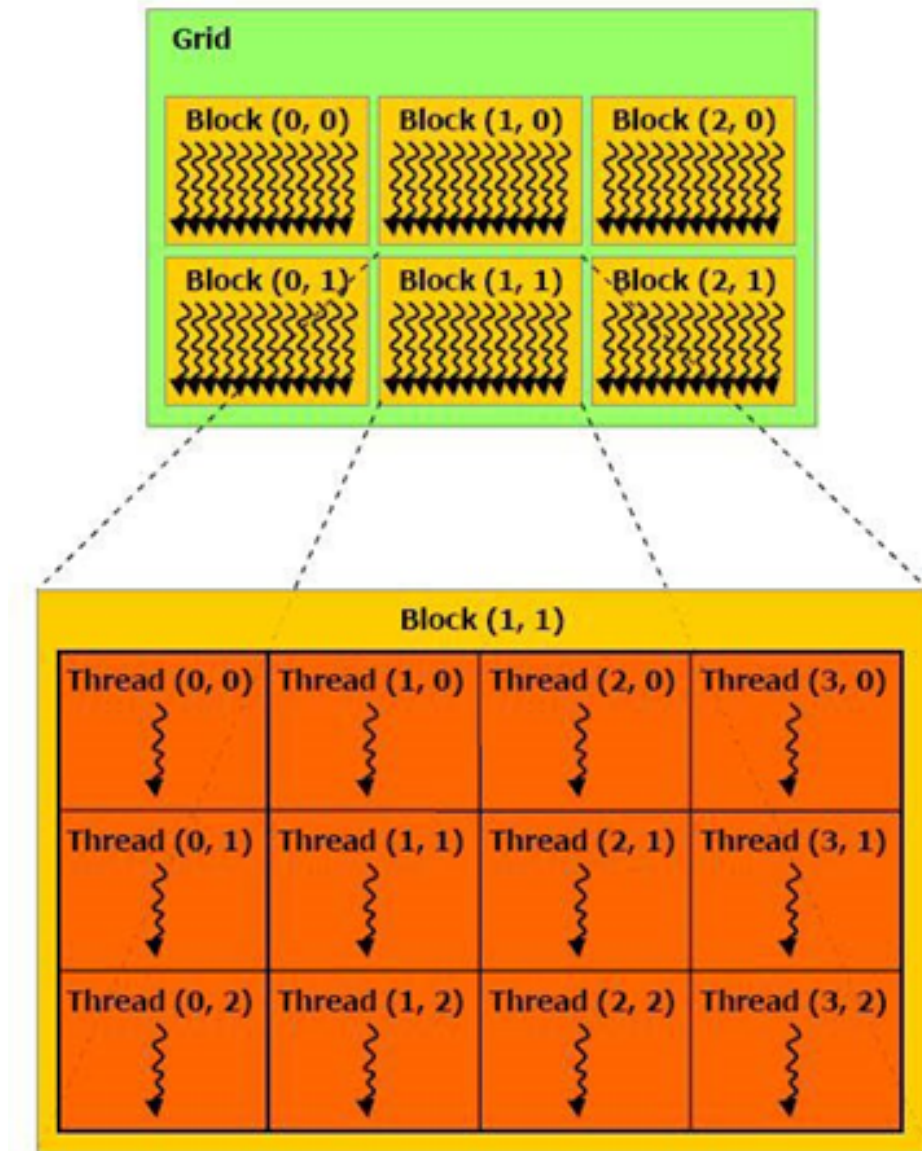 Grid
Block (0, 0) Block (1, 0) Block (2, 0)
Block (0, 1) Block (1, 1) Block (2, 1)
Block (1, 1)
Thread (0, 0) Thread (1, 0) Thread (2, 0) Thread (3, 0)
Thread (0, 1) Thread (1, 1) Thread (2, 1) Thread (3, 1)
Thread (0, 2) Thread (1, 2) Thread (2, 2) Thread (3, 2)